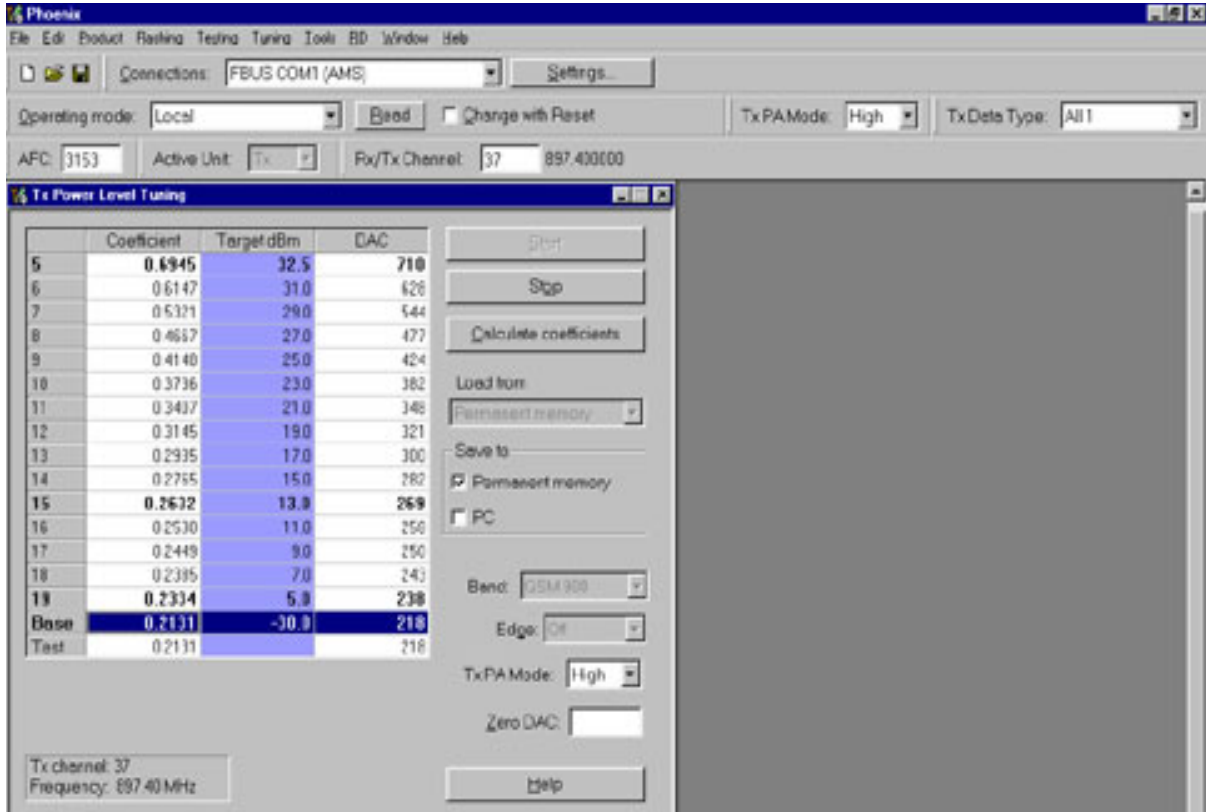 Phoenix
File Edit Product Flashing Testing Tuning Tools BD Window Help
Connections: FBUS COM1 (AMS) Settings...
Operating mode: Local Read Change with Reset Tx PA Mode: High Tx Data Type: All 1
AFC: 3153 Active Unit: Tx Rx/Tx Channel: 37 897.400000
Tx Power Level Tuning
Coefficient Target dBm DAC
5 0.6945 32.5 710
6 0.6147 31.0 628
7 0.5321 29.0 544
8 0.4667 27.0 477
9 0.4148 25.0 424
10 0.3736 23.0 382
11 0.3407 21.0 348
12 0.3145 19.0 321
13 0.2935 17.0 300
14 0.2765 15.0 282
15 0.2632 13.0 269
16 0.2530 11.0
17 0.2449 9.0 250
18 0.2385 7.0 243
19 0.2334 5.0 238
Base 0.2131 -30.0 218
Test 0.2131 218
Start
Stop
Calculate coefficients
Load from
Permanent memory
Save to
Permanent memory
PC
Band: GSM 900
Edge: Off
Tx PA Mode: High
Zero DAC:
Help
Tx channel: 37
Frequency: 897.40 MHz